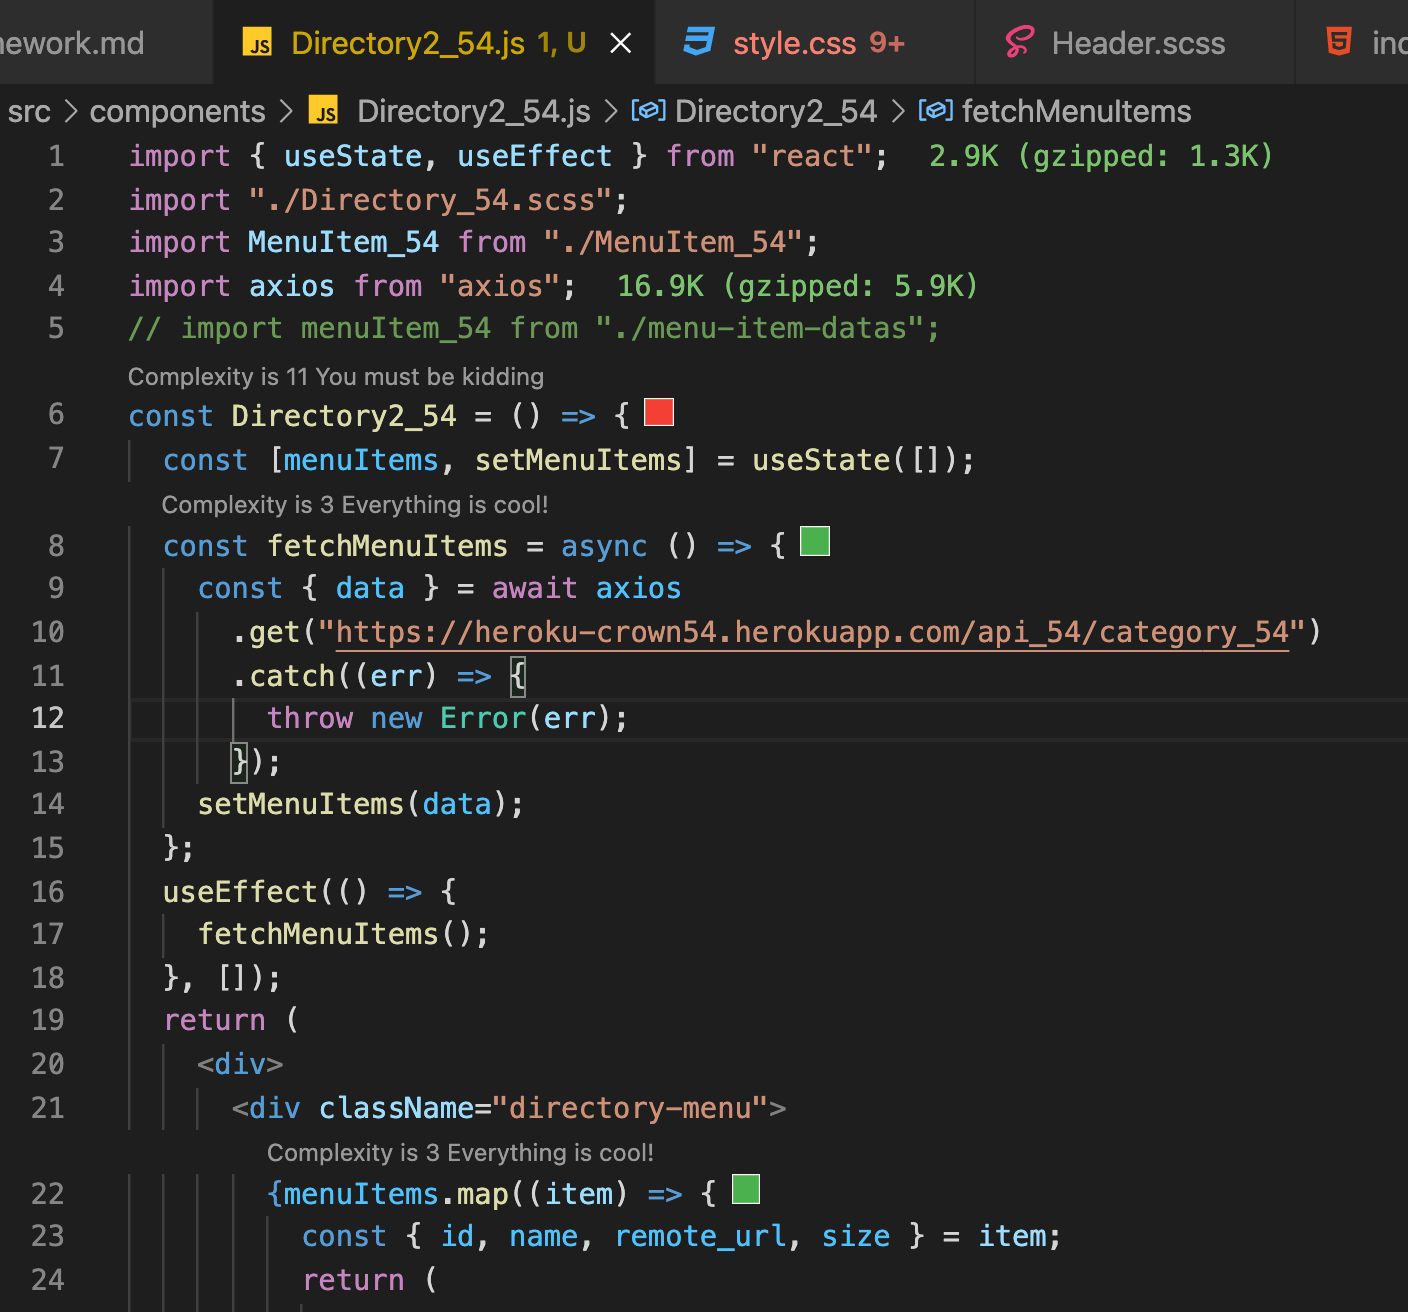 ework.md
JS Directory2_54.js 1, U
style.css 9+
Header.scss
src > components > JS Directory2_54.js > Directory2_54 > fetchMenuItems
1 import { useState, useEffect } from "react"; 2.9K (gzipped: 1.3K)
2 import "./Directory_54.scss";
3 import MenuItem_54 from "./MenuItem_54";
4 import axios from "axios"; 16.9K (gzipped: 5.9K)
5 // import menuItem_54 from "./menu-item-datas";
Complexity is 11 You must be kidding
6 const Directory2_54 = () => {
7 const [menuItems, setMenuItems] = useState([]);
Complexity is 3 Everything is cool!
8 const fetchMenuItems = async () => {
9 const { data } = await axios
10 .get("https://heroku-crown54.herokuapp.com/api_54/category_54")
11 .catch((err) => {
12 throw new Error(err);
13 });
14 setMenuItems(data);
15 };
16 useEffect(() => {
17 fetchMenuItems();
18 }, []);
19 return (
20 <div>
21 <div className="directory-menu">
Complexity is 3 Everything is cool!
22 {menuItems.map((item) => {
23 const { id, name, remote_url, size } = item;
24 return (